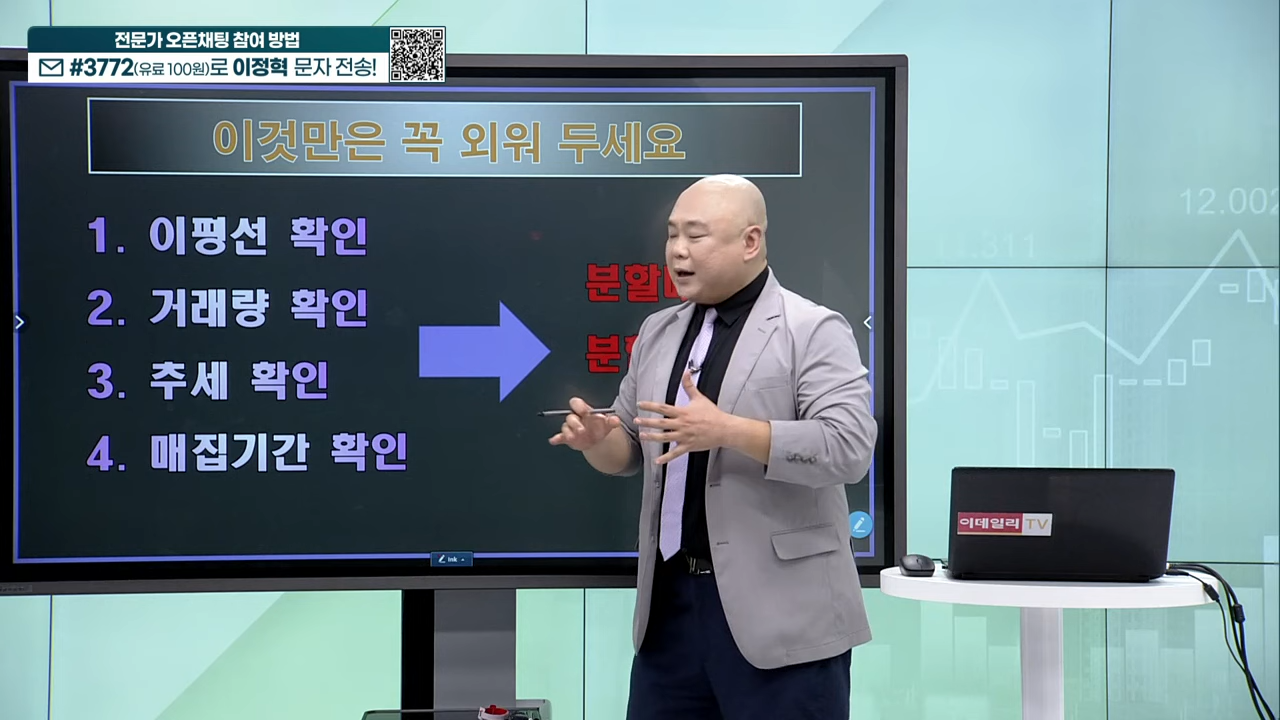 전문가 오픈채팅 참여 방법
#3772(유료 100원)로 이정혁 문자 전송!
이것만은 꼭 외워 두세요
1. 이평선 확인
2. 거래량 확인
3. 추세 확인
4. 매집기간 확인
12.002
.311
이데일리 TV
Ink